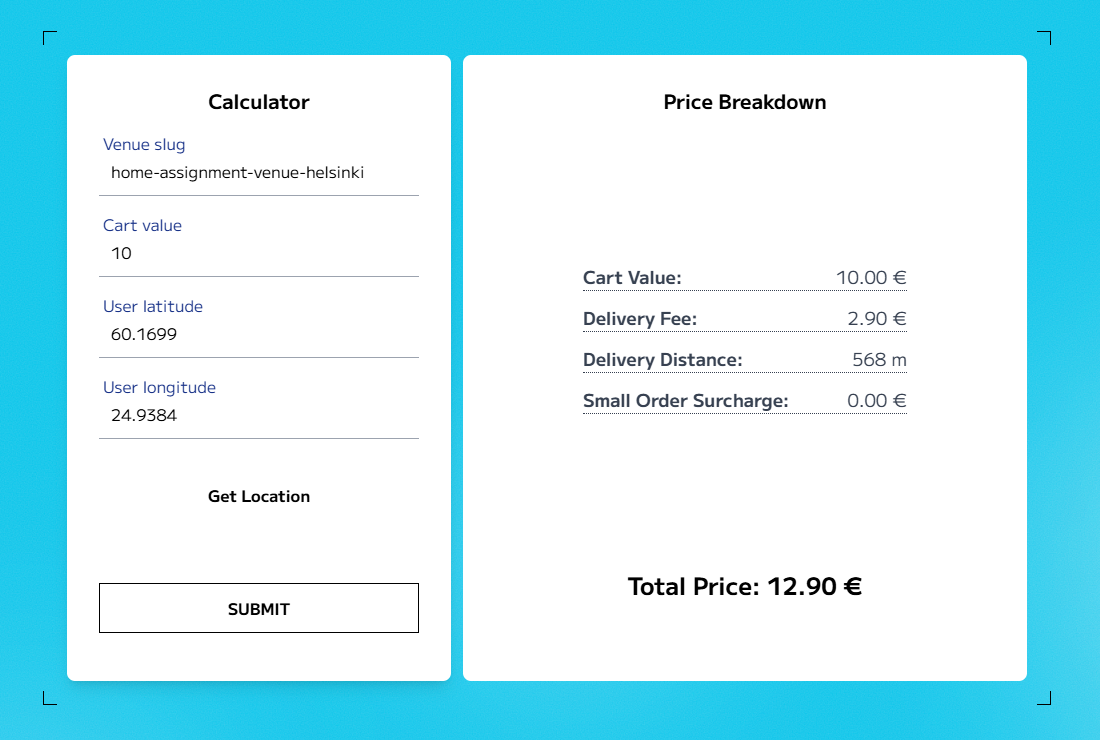 Calculator
Venue slug
home-assignment-venue-helsinki
Cart value
10
User latitude
60.1699
User longitude
24.9384
Get Location
SUBMIT
Price Breakdown
Cart Value: 10.00 €
Delivery Fee: 2.90 €
Delivery Distance: 568 m
Small Order Surcharge: 0.00 €
Total Price: 12.90 €